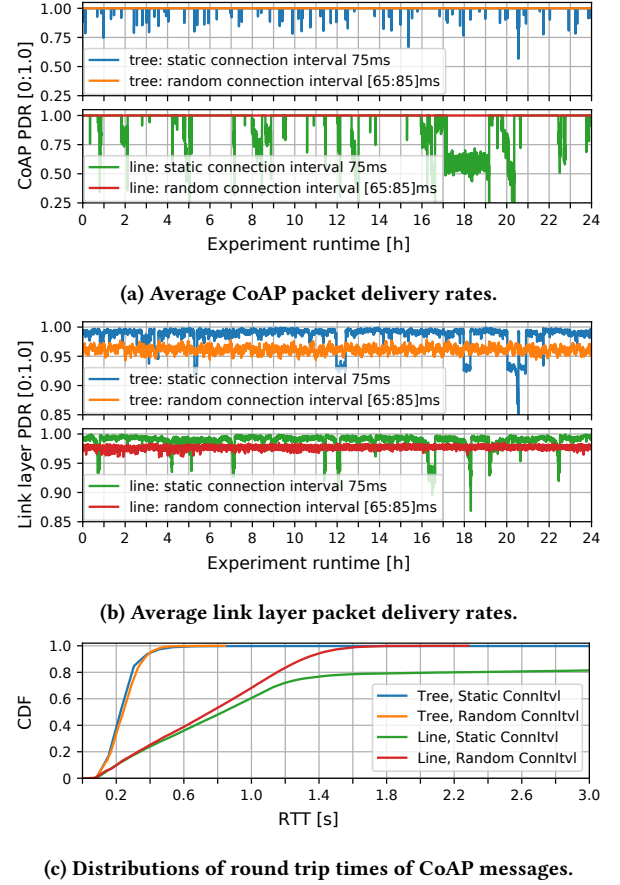 1.00
0.75
0.50
0.25
tree: static connection interval 75ms
tree: random connection interval [65:85]ms
CoAP PDR [0:1.0]
1.00
0.75
0.50
0.25
line: static connection interval 75ms
line: random connection interval [65:85]ms
0 2 4 6 8 10 12 14 16 18 20 22 24
Experiment runtime [h]
(a) Average CoAP packet delivery rates.
1.00
0.95
0.90
0.85
tree: static connection interval 75ms
tree: random connection interval [65:85]ms
Link layer PDR [0:1.0]
1.00
0.95
0.90
0.85
line: static connection interval 75ms
line: random connection interval [65:85]ms
0 2 4 6 8 10 12 14 16 18 20 22 24
Experiment runtime [h]
(b) Average link layer packet delivery rates.
1.0
0.8
0.6
0.4
0.2
0
CDF
Tree, Static ConnItvl
Tree, Random ConnItvl
Line, Static ConnItvl
Line, Random ConnItvl
0.2 0.6 1.0 1.4 1.8 2.2 2.6 3.0
RTT [s]
(c) Distributions of round trip times of CoAP messages.